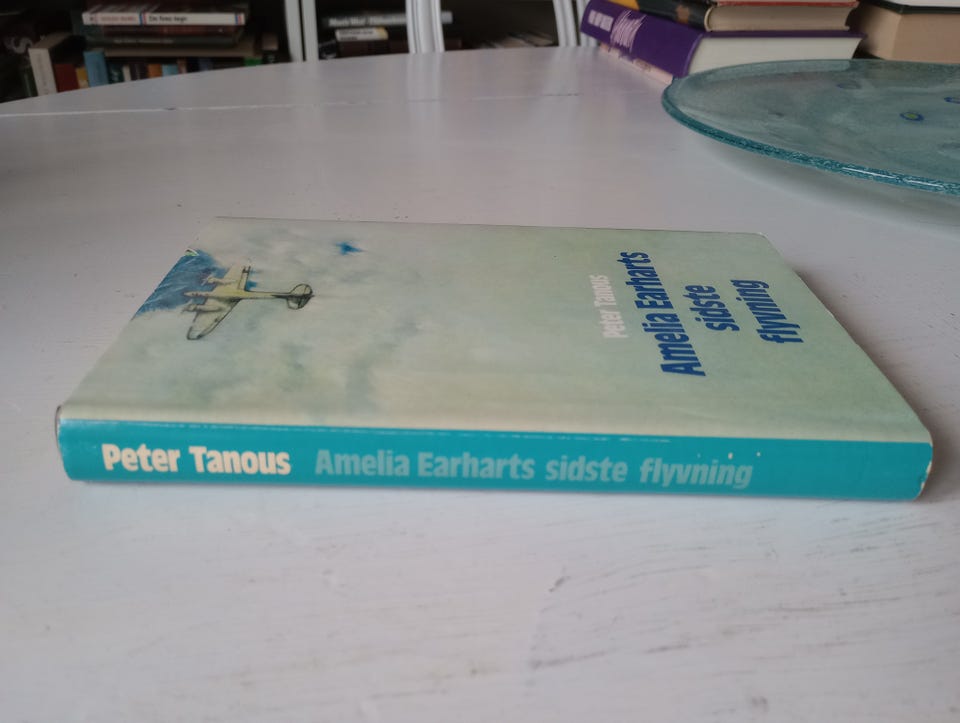 Peter Tanous
Amelia Earharts
sidste
flyvning
Peter Tanous Amelia Earharts sidste flyvning